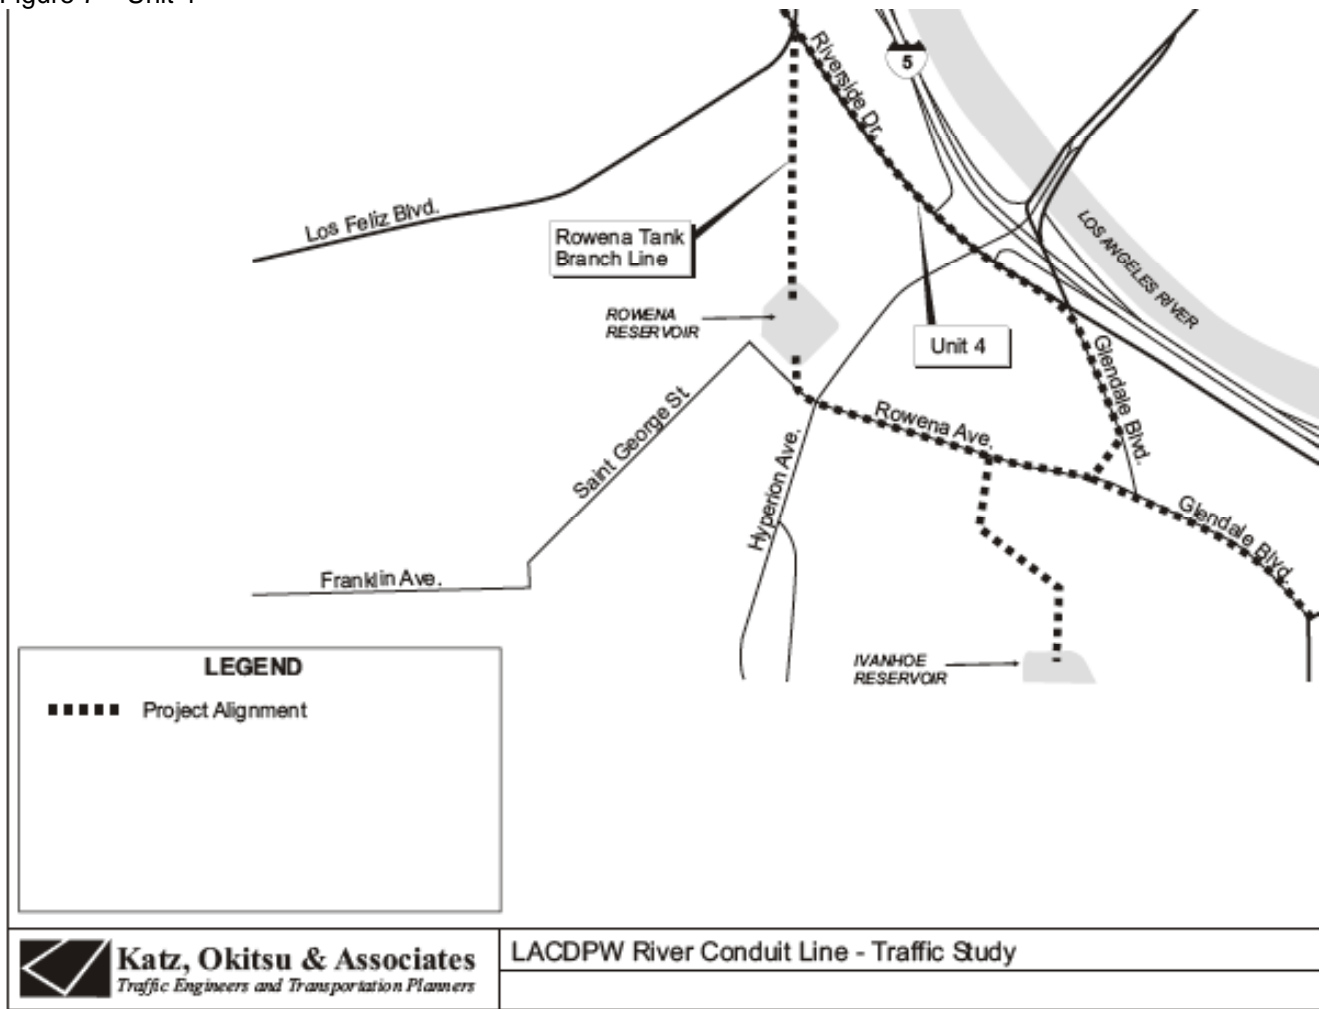 Riverside Dr.
5
Los Feliz Blvd.
Rowena Tank
Branch Line
LOS ANGELES RIVER
ROWENA
RESERVOIR
Unit 4
Glendale Blvd.
Saint George St
Rowena Ave.
Hyperion Ave.
Glendale Blvd.
Franklin Ave.
IVANHOE
RESERVOIR
LEGEND
Project Alignment
Katz, Okitsu & Associates
Traffic Engineers and Transportation Planners
LACDPW River Conduit Line - Traffic Study